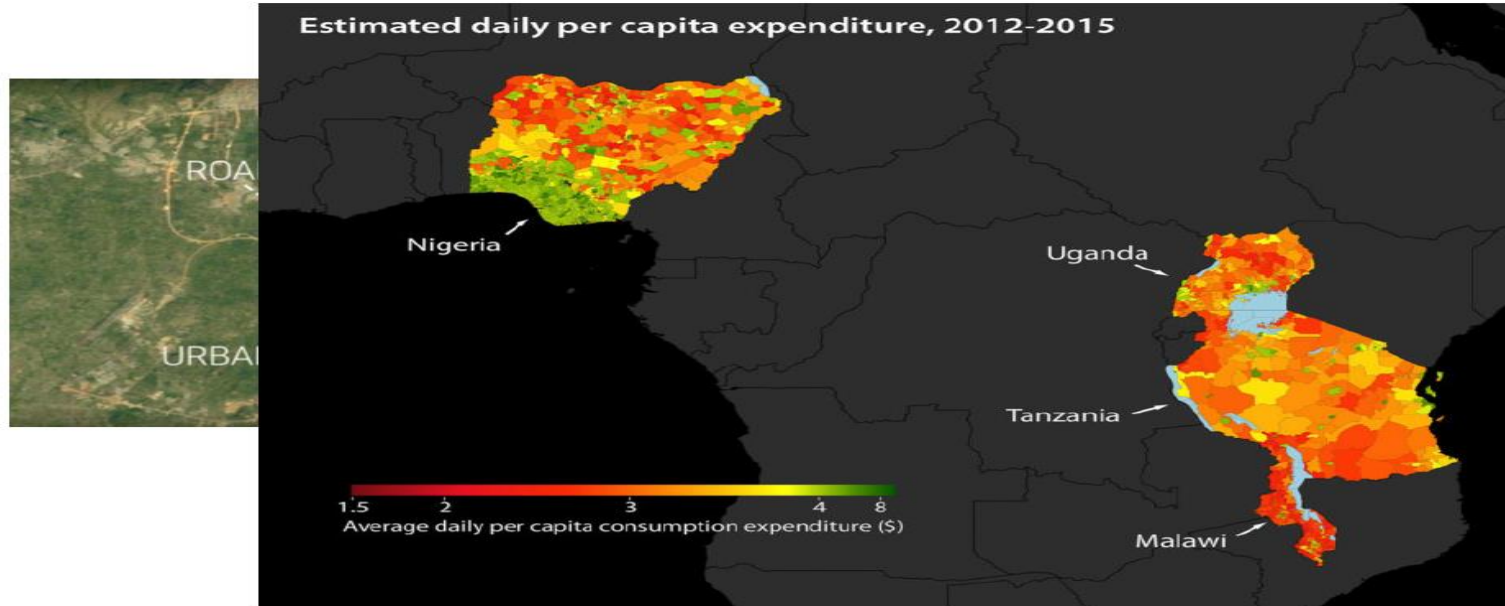 Estimated daily per capita expenditure, 2012-2015
ROA
Nigeria
Uganda
URBA
Tanzania
1.5 2 3 4 8
Average daily per capita consumption expenditure ($)
Malawi